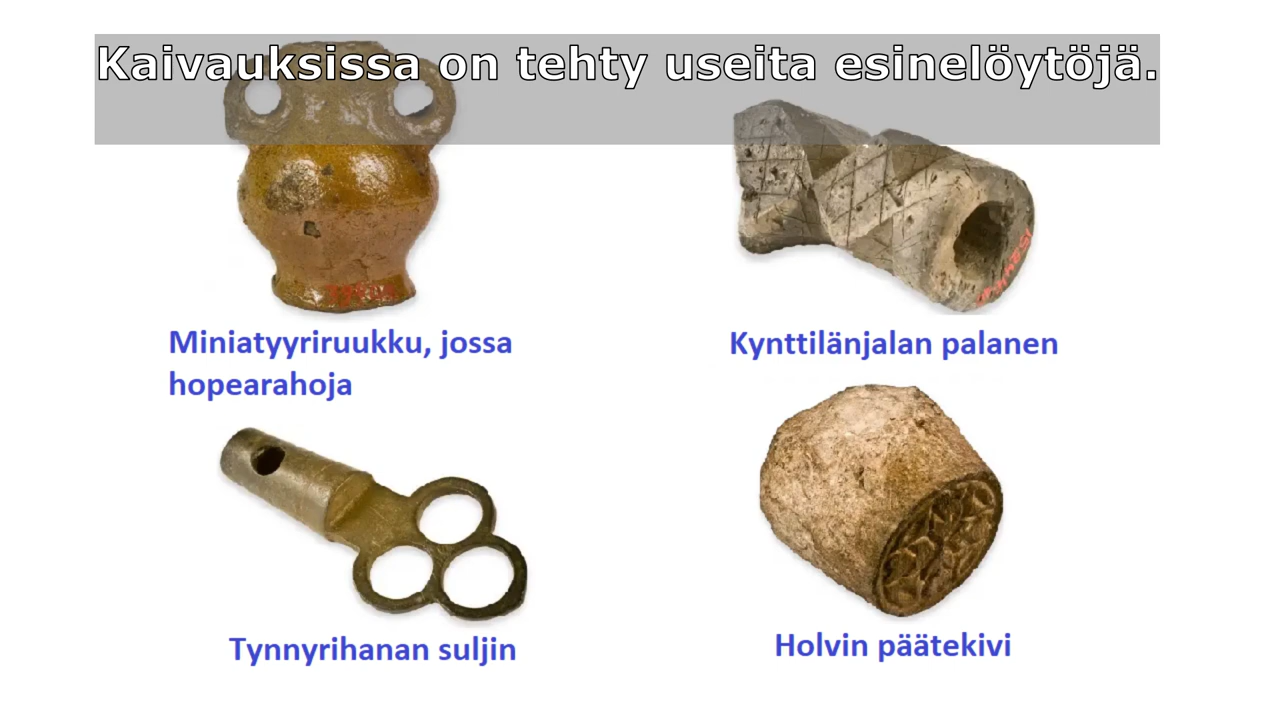 Kaivauksissa on tehty useita esinelöytöjä.
Miniatyyriruukku, jossa
hopearahoja
Kynttilänjalan palanen
Tynnyrihanan suljin
Holvin päätekivi